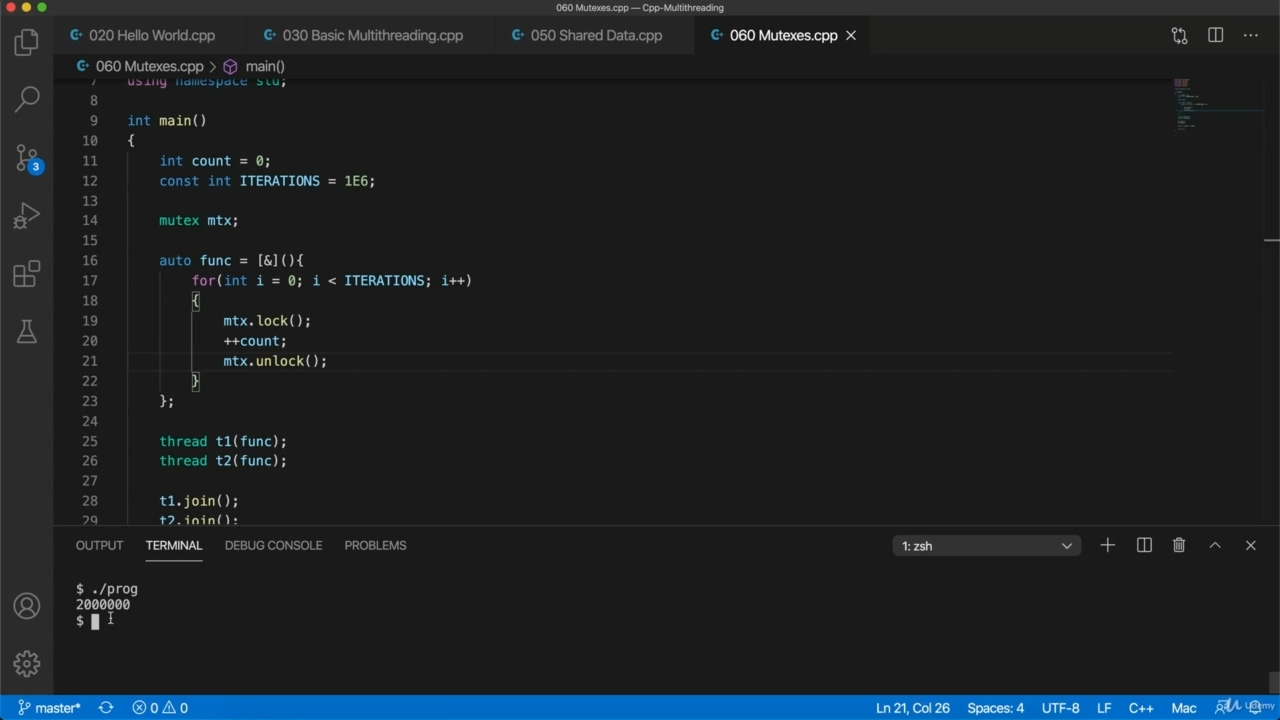 060 Mutexes.cpp — Cpp-Multithreading
020 Hello World.cpp 030 Basic Multithreading.cpp 050 Shared Data.cpp 060 Mutexes.cpp
060 Mutexes.cpp > main()
7 using namespace std;
8
9 int main()
10 {
11 int count = 0;
12 const int ITERATIONS = 1E6;
13
14 mutex mtx;
15
16 auto func = [&](){
17 for(int i = 0; i < ITERATIONS; i++)
18 {
19 mtx.lock();
20 ++count;
21 mtx.unlock();
22 }
23 };
24
25 thread t1(func);
26 thread t2(func);
27
28 t1.join();
29 t2.join();
3
OUTPUT TERMINAL DEBUG CONSOLE PROBLEMS 1: zsh
$ ./prog
2000000
$
master* 0 0 Ln 21, Col 26 Spaces: 4 UTF-8 LF C++ Mac Udemy